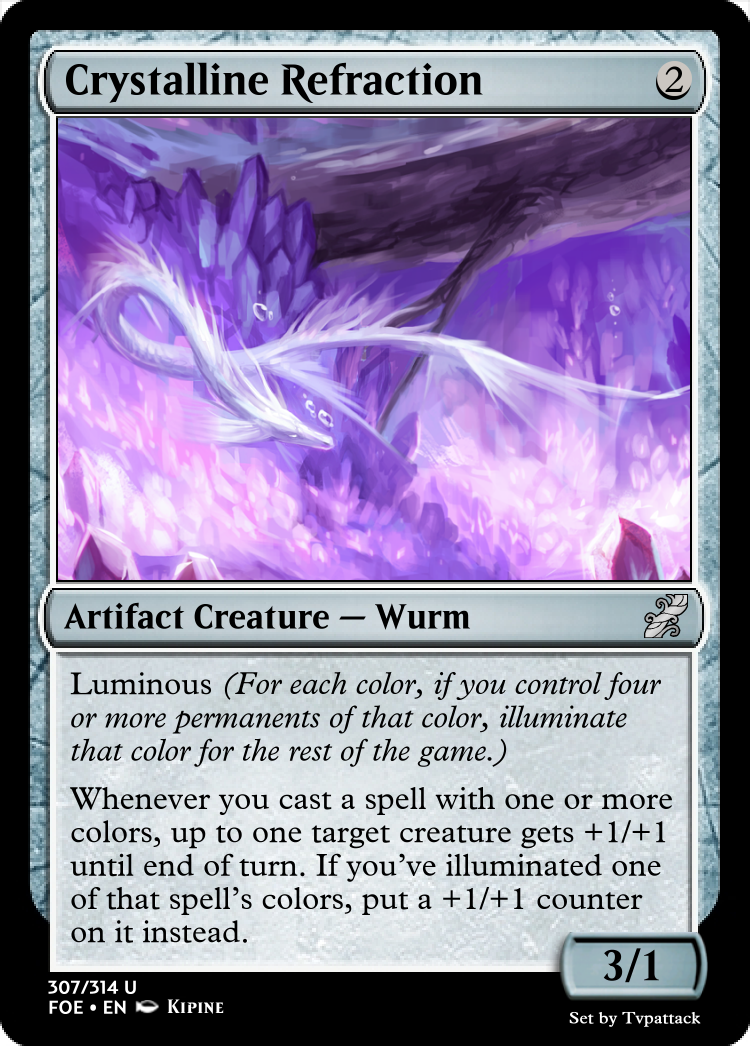 Crystalline Refraction 2
Artifact Creature — Wurm
Luminous (For each color, if you control four
or more permanents of that color, illuminate
that color for the rest of the game.)
Whenever you cast a spell with one or more
colors, up to one target creature gets +1/+1
until end of turn. If you’ve illuminated one
of that spell’s colors, put a +1/+1 counter
on it instead.
3/1
307/314 U
FOE • EN Kipine
Set by Tvpattack